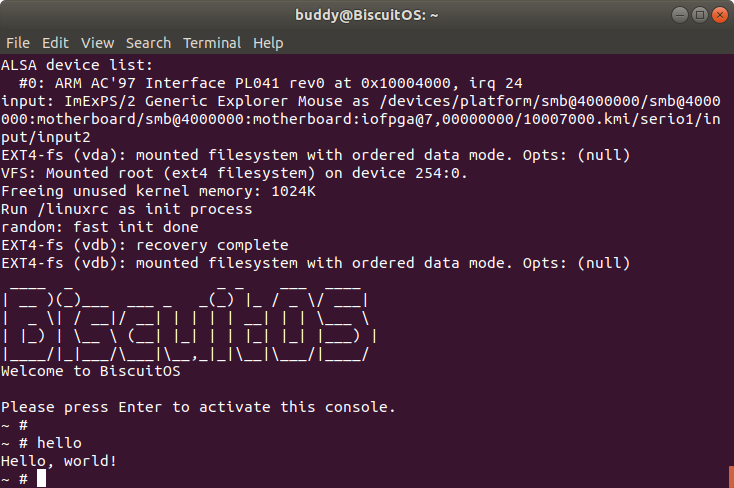 buddy@BiscuitOS: ~
File Edit View Search Terminal Help
ALSA device list:
  #0: ARM AC'97 Interface PL041 rev0 at 0x10004000, irq 24
input: ImExPS/2 Generic Explorer Mouse as /devices/platform/smb@4000000/smb@4000
000:motherboard/smb@4000000:motherboard:iofpga@7,00000000/10007000.kmi/serio1/in
put/input2
EXT4-fs (vda): mounted filesystem with ordered data mode. Opts: (null)
VFS: Mounted root (ext4 filesystem) on device 254:0.
Freeing unused kernel memory: 1024K
Run /linuxrc as init process
random: fast init done
EXT4-fs (vdb): recovery complete
EXT4-fs (vdb): mounted filesystem with ordered data mode. Opts: (null)
BiscuitOS
Welcome to BiscuitOS
Please press Enter to activate this console.
~ #
~ # hello
Hello, world!
~ #